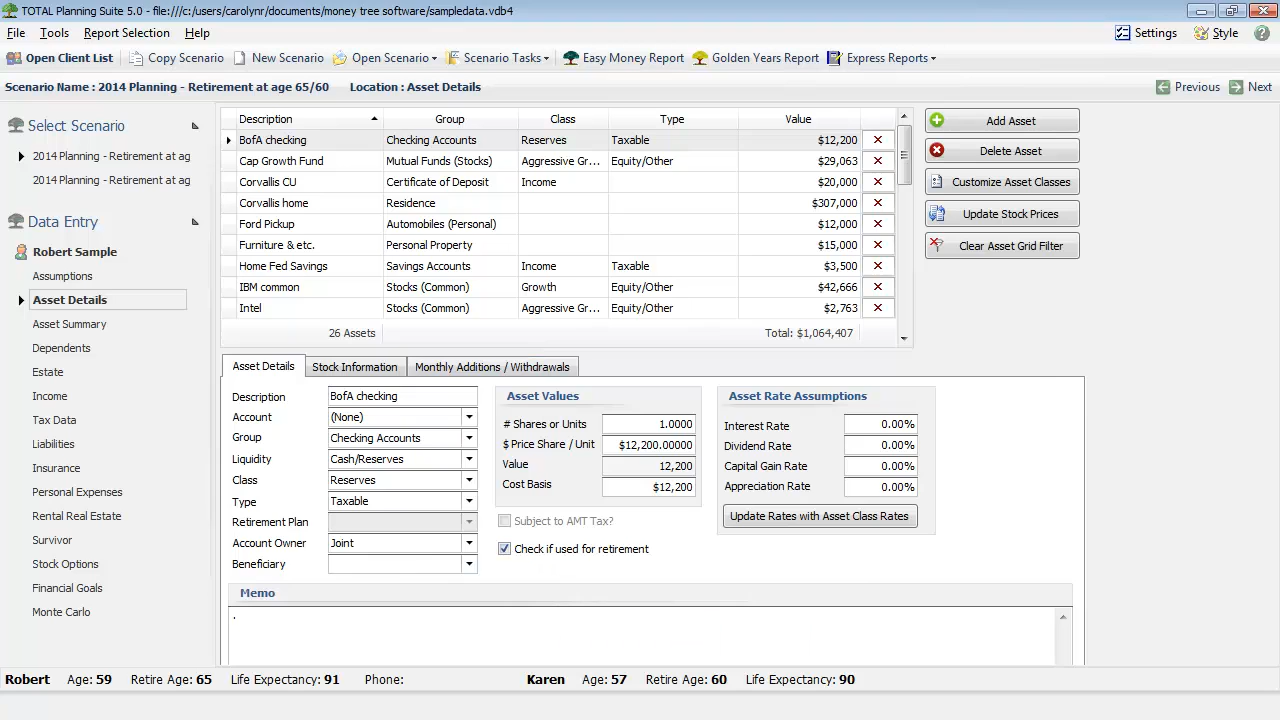 TOTAL Planning Suite 5.0 - file:///c:/users/carolynr/documents/money tree software/sampledata.vdb4
File Tools Report Selection Help Settings Style
Open Client List Copy Scenario New Scenario Open Scenario Scenario Tasks Easy Money Report Golden Years Report Express Reports
Scenario Name : 2014 Planning - Retirement at age 65/60 Location : Asset Details Previous Next
Select Scenario
2014 Planning - Retirement at ag
2014 Planning - Retirement at ag
Data Entry
Robert Sample
Assumptions
Asset Details
Asset Summary
Dependents
Estate
Income
Tax Data
Liabilities
Insurance
Personal Expenses
Rental Real Estate
Survivor
Stock Options
Financial Goals
Monte Carlo
Description Group Class Type Value
BofA checking Checking Accounts Reserves Taxable $12,200
Cap Growth Fund Mutual Funds (Stocks) Aggressive Gr... Equity/Other $29,063
Corvallis CU Certificate of Deposit Income $20,000
Corvallis home Residence $307,000
Ford Pickup Automobiles (Personal) $12,000
Furniture & etc. Personal Property $15,000
Home Fed Savings Savings Accounts Income Taxable $3,500
IBM common Stocks (Common) Growth Equity/Other $42,666
Intel Stocks (Common) Aggressive Gr... Equity/Other $2,763
26 Assets Total: $1,064,407
Add Asset
Delete Asset
Customize Asset Classes
Update Stock Prices
Clear Asset Grid Filter
Asset Details Stock Information Monthly Additions / Withdrawals
Description BofA checking
Account (None)
Group Checking Accounts
Liquidity Cash/Reserves
Class Reserves
Type Taxable
Retirement Plan
Account Owner Joint
Beneficiary
Asset Values
# Shares or Units 1.0000
$ Price Share / Unit $12,200.00000
Value 12,200
Cost Basis $12,200
Subject to AMT Tax?
Check if used for retirement
Asset Rate Assumptions
Interest Rate 0.00%
Dividend Rate 0.00%
Capital Gain Rate 0.00%
Appreciation Rate 0.00%
Update Rates with Asset Class Rates
Memo
.
Robert Age: 59 Retire Age: 65 Life Expectancy: 91 Phone: Karen Age: 57 Retire Age: 60 Life Expectancy: 90